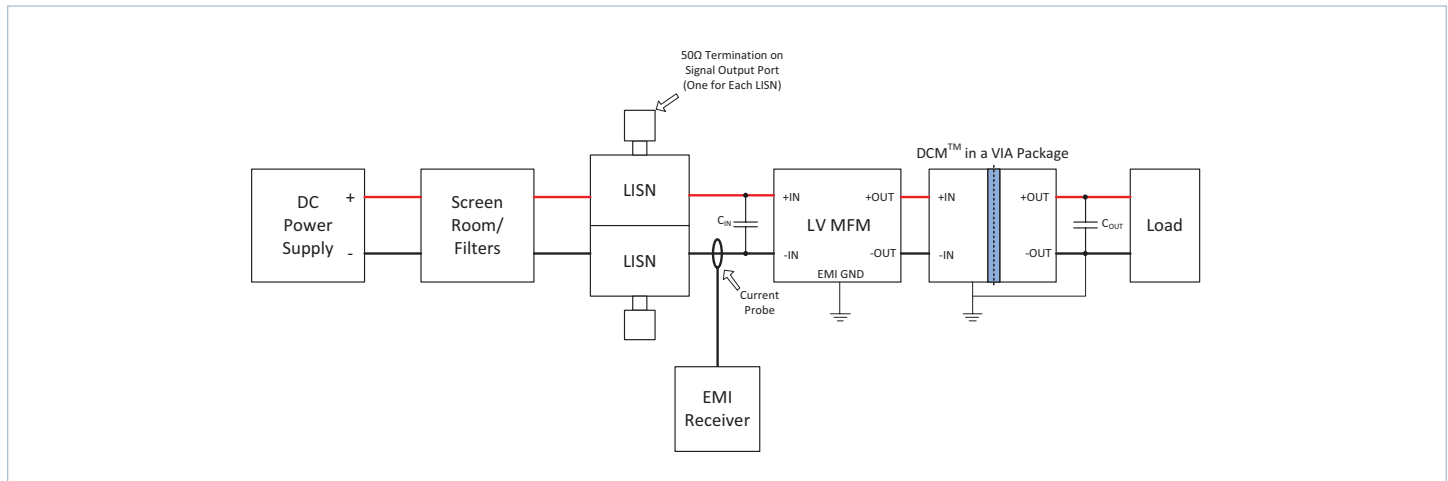 50Ω Termination on
Signal Output Port
(One for Each LISN)
DCM™ in a VIA Package
DC
Power
Supply
+
-
Screen
Room/
Filters
LISN
LISN
CIN
Current
Probe
+IN
-IN
LV MFM
+OUT
-OUT
EMI GND
+IN
-IN
+OUT
-OUT
COUT
Load
EMI
Receiver